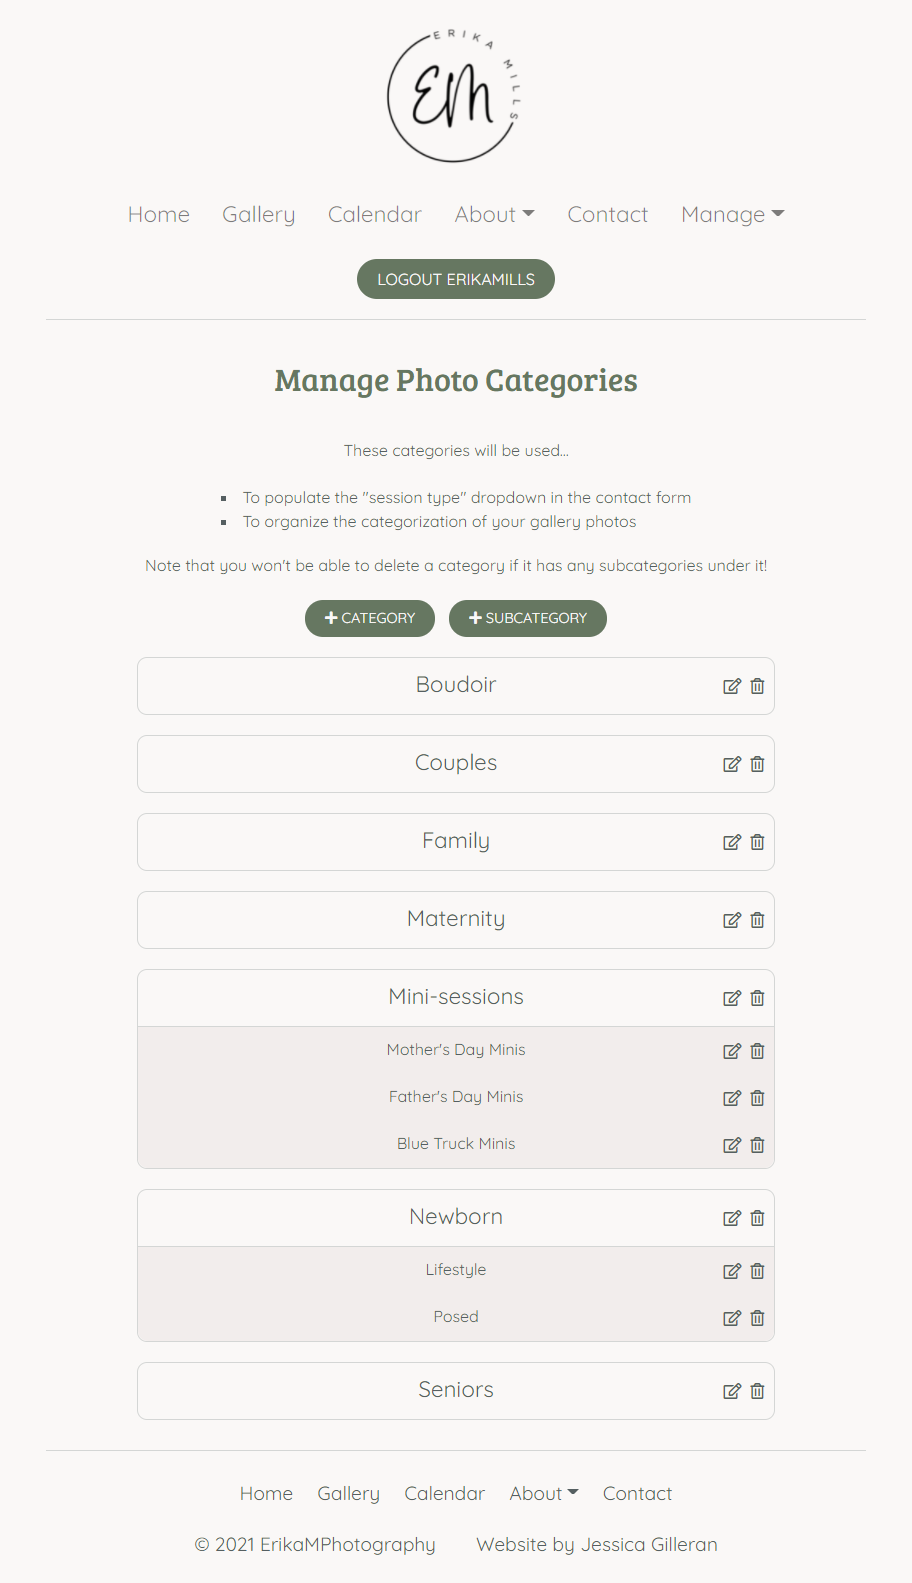 ERIKA MILLS
EM
Home Gallery Calendar About Contact Manage
LOGOUT ERIKAMILLS
Manage Photo Categories
These categories will be used...
To populate the "session type" dropdown in the contact form
To organize the categorization of your gallery photos
Note that you won't be able to delete a category if it has any subcategories under it!
CATEGORY SUBCATEGORY
Boudoir
Couples
Family
Maternity
Mini-sessions
Mother's Day Minis
Father's Day Minis
Blue Truck Minis
Newborn
Lifestyle
Posed
Seniors
Home Gallery Calendar About Contact
© 2021 ErikaMPhotography Website by Jessica Gilleran